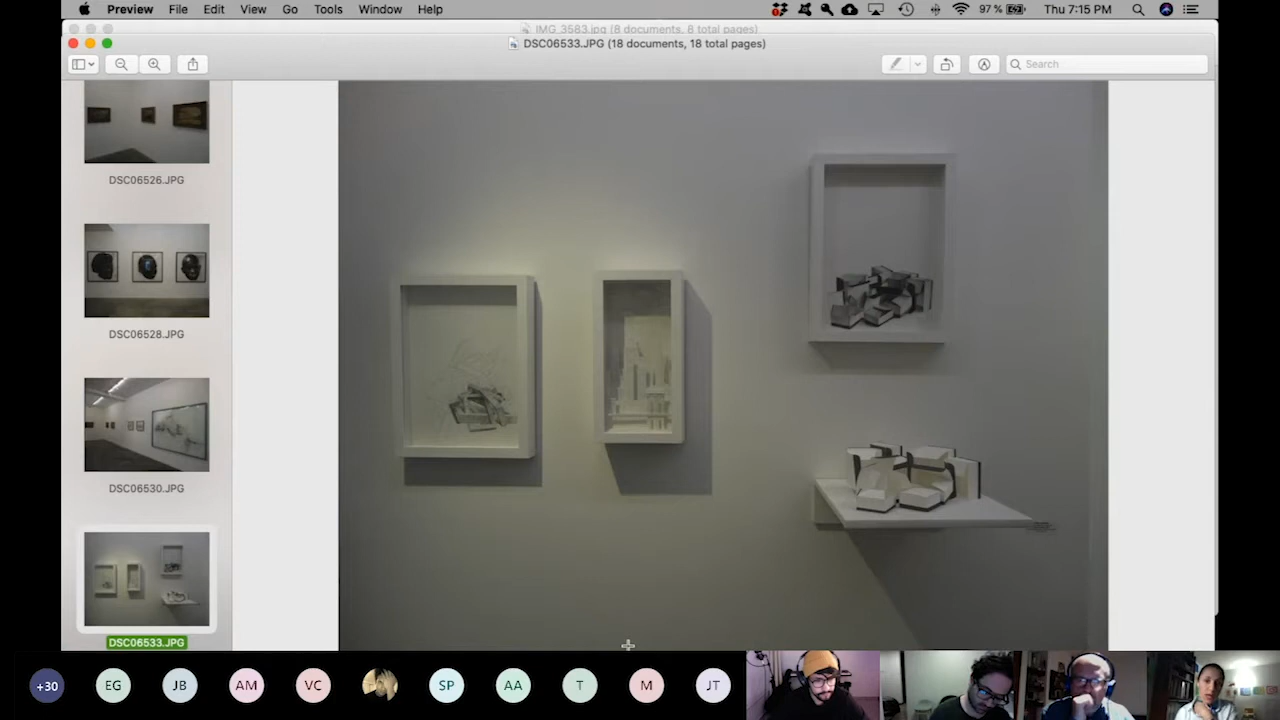 Preview File Edit View Go Tools Window Help 97% Thu 7:15 PM
IMG_3583.jpg (8 documents, 8 total pages)
DSC06533.JPG (18 documents, 18 total pages)
Search
DSC06526.JPG
DSC06528.JPG
DSC06530.JPG
DSC06533.JPG
+30 EG JB AM VC SP AA T M JT